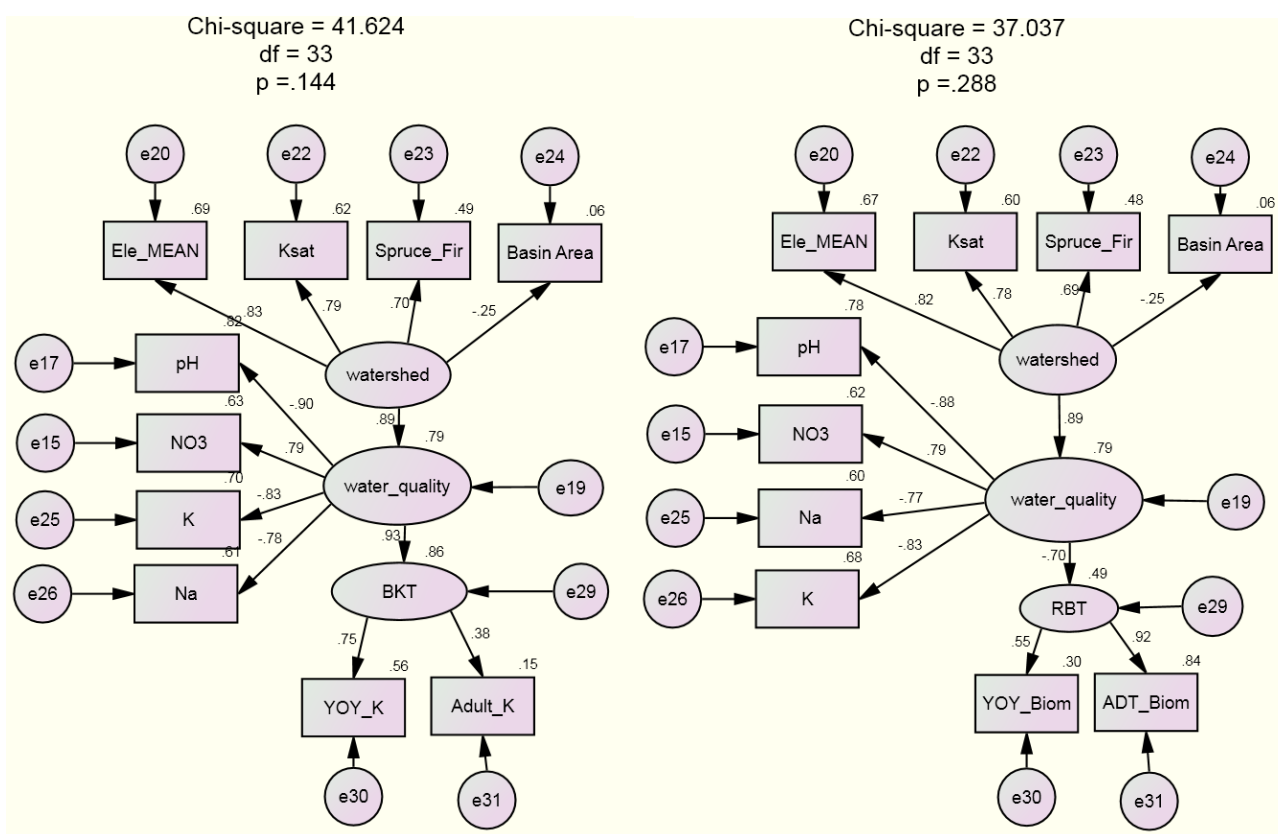 Chi-square = 41.624
df = 33
p =.144
e20
e22
e23
e24
.69
.62
.49
.06
Ele_MEAN
Ksat
Spruce_Fir
Basin Area
.83
.79
.70
-.25
.82
e17
pH
watershed
-.90
.63
.89
.79
e15
NO3
.79
.70
water_quality
e19
e25
K
-.83
-.78
.61
.93
.86
e26
Na
BKT
e29
.75
.38
.56
.15
YOY_K
Adult_K
e30
e31
Chi-square = 37.037
df = 33
p =.288
e20
e22
e23
e24
.67
.60
.48
.06
Ele_MEAN
Ksat
Spruce_Fir
Basin Area
.82
.78
.69
-.25
.78
e17
pH
watershed
-.88
.62
.89
.79
e15
NO3
.79
.60
water_quality
e19
e25
Na
-.77
-.83
.68
-.70
.49
e26
K
RBT
e29
.55
.92
.30
.84
YOY_Biom
ADT_Biom
e30
e31